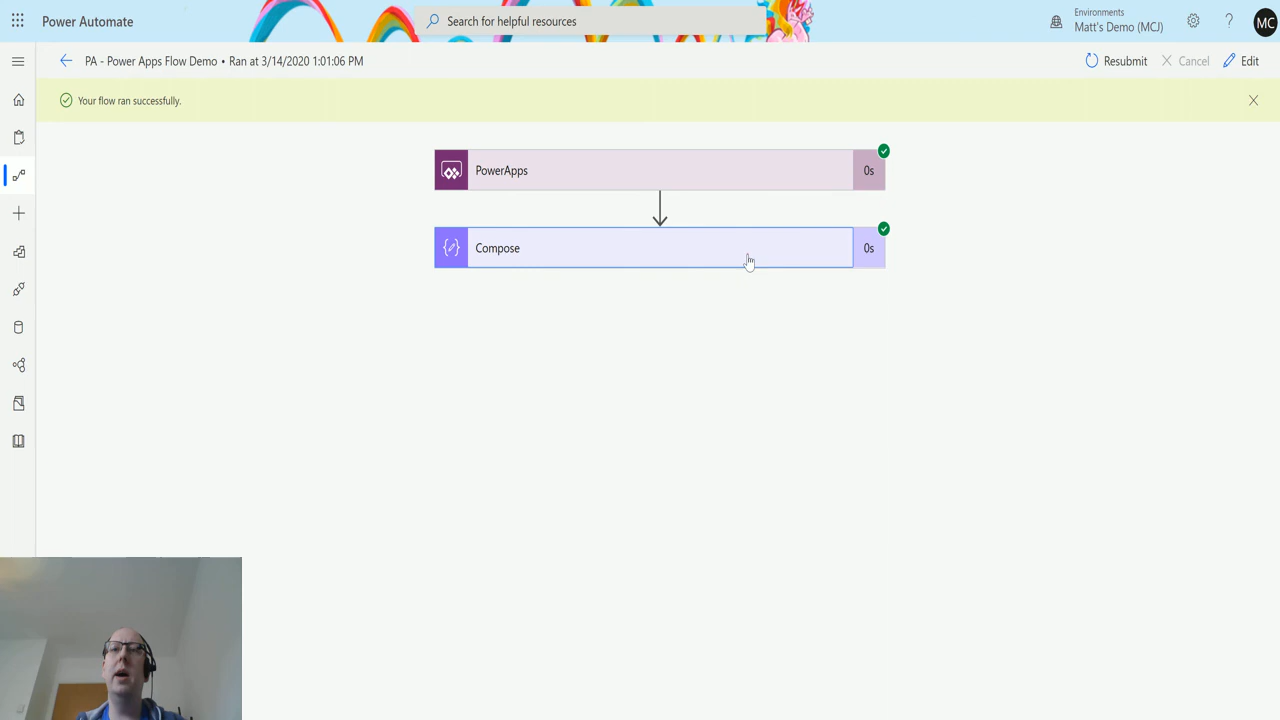 Power Automate
Search for helpful resources
Environments
Matt's Demo (MCJ)
MC
PA - Power Apps Flow Demo • Ran at 3/14/2020 1:01:06 PM
Resubmit
Cancel
Edit
Your flow ran successfully.
PowerApps
0s
Compose
0s